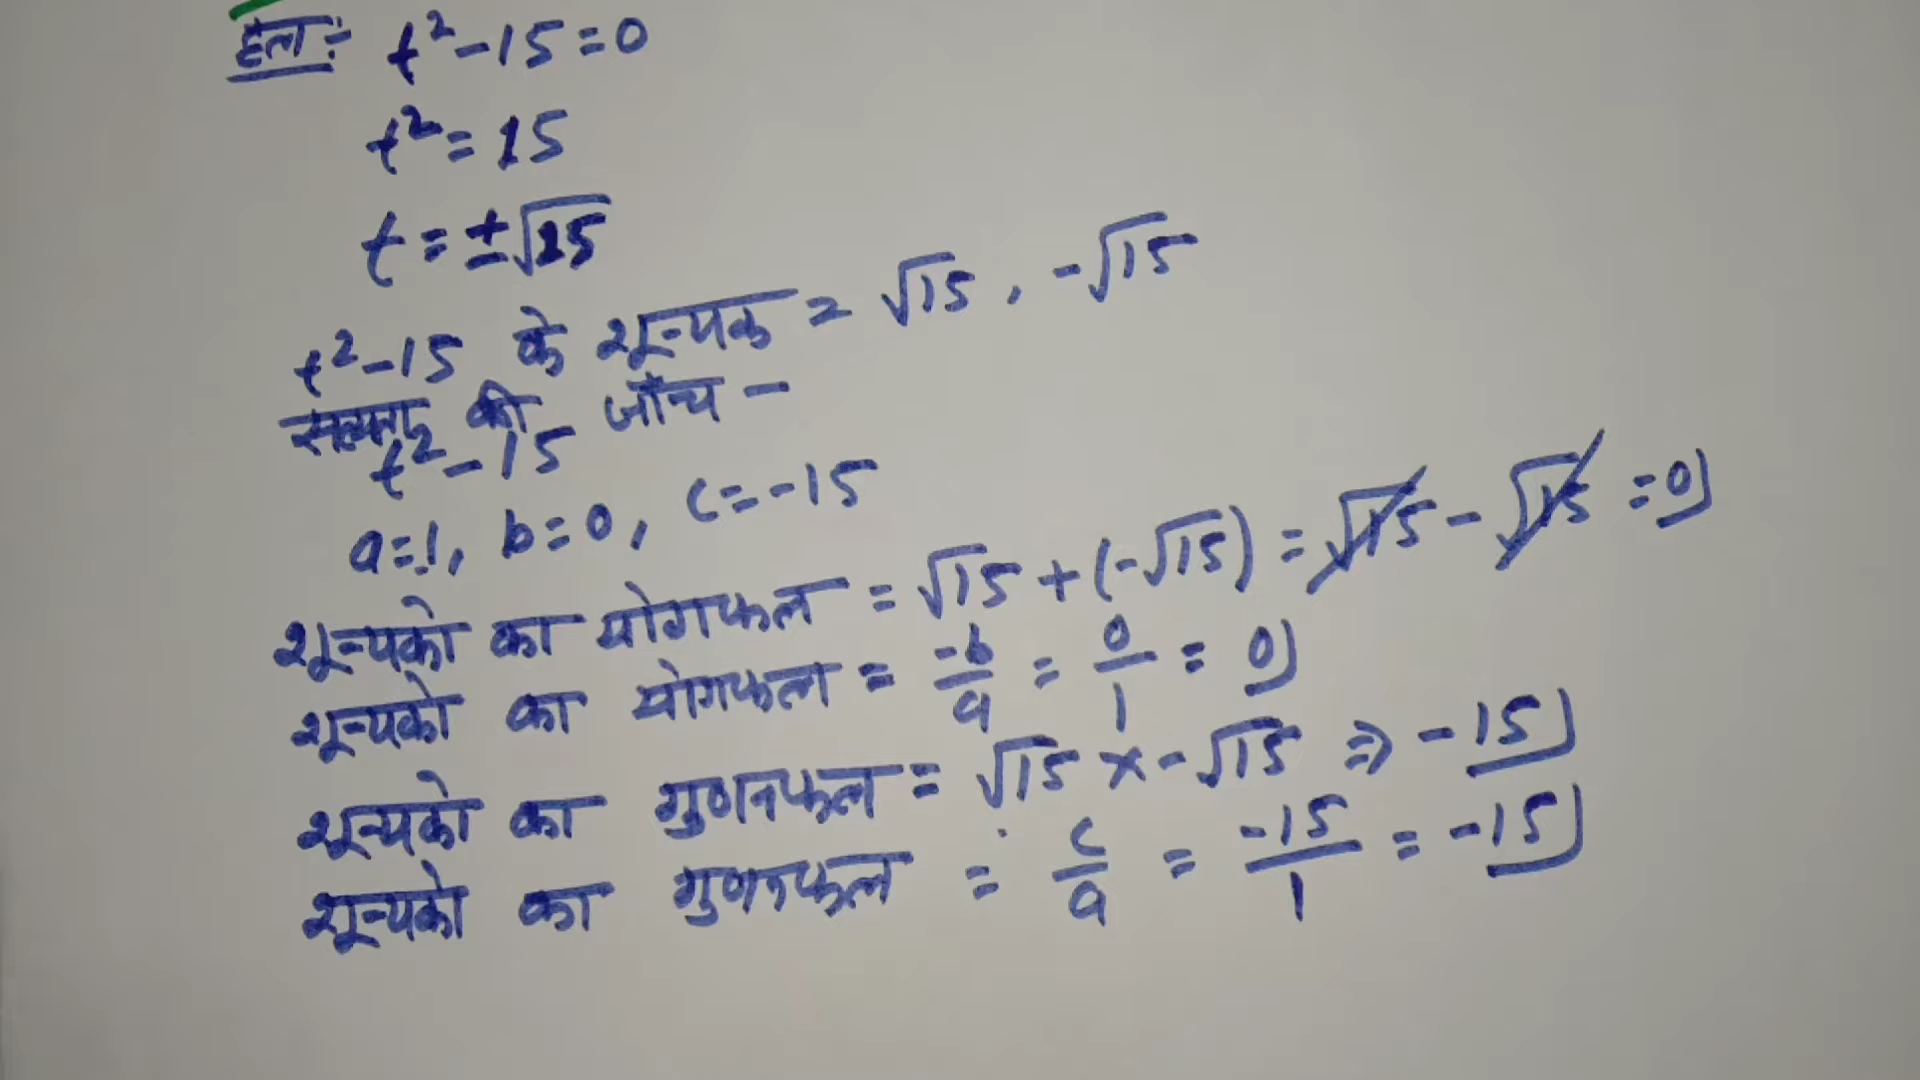 हल:- t²-15=0
t²=15
t=±√15
t²-15 के शून्यक = √15, -√15
सत्यता की जाँच -
t²-15
a=1, b=0, c=-15
शून्यको का योगफल = √15+(-√15) = √15-√15 =0
शून्यको का योगफल = -b/a = 0/1 = 0
शून्यको का गुणनफल = √15 x -√15 ⇒ -15
शून्यको का गुणनफल = c/a = -15/1 = -15